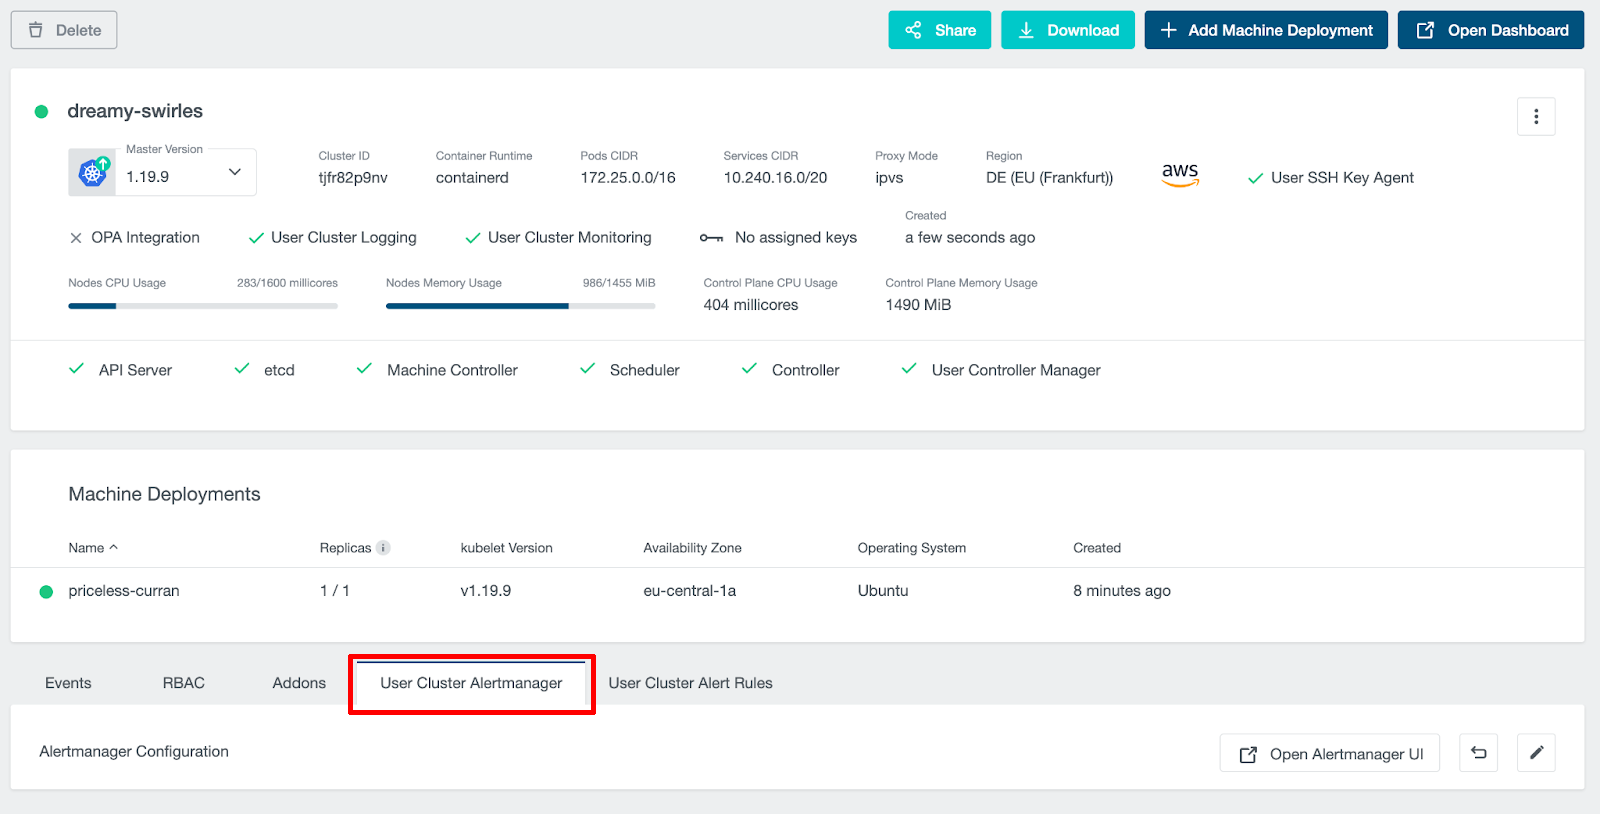 Delete
Share
Download
Add Machine Deployment
Open Dashboard
dreamy-swirles
Master Version
1.19.9
Cluster ID
tjfr82p9nv
Container Runtime
containerd
Pods CIDR
172.25.0.0/16
Services CIDR
10.240.16.0/20
Proxy Mode
ipvs
Region
DE (EU (Frankfurt))
aws
User SSH Key Agent
OPA Integration
User Cluster Logging
User Cluster Monitoring
No assigned keys
Created
a few seconds ago
Nodes CPU Usage
283/1600 millicores
Nodes Memory Usage
986/1455 MiB
Control Plane CPU Usage
404 millicores
Control Plane Memory Usage
1490 MiB
API Server
etcd
Machine Controller
Scheduler
Controller
User Controller Manager
Machine Deployments
Name
Replicas
kubelet Version
Availability Zone
Operating System
Created
priceless-curran
1 / 1
v1.19.9
eu-central-1a
Ubuntu
8 minutes ago
Events
RBAC
Addons
User Cluster Alertmanager
User Cluster Alert Rules
Alertmanager Configuration
Open Alertmanager UI